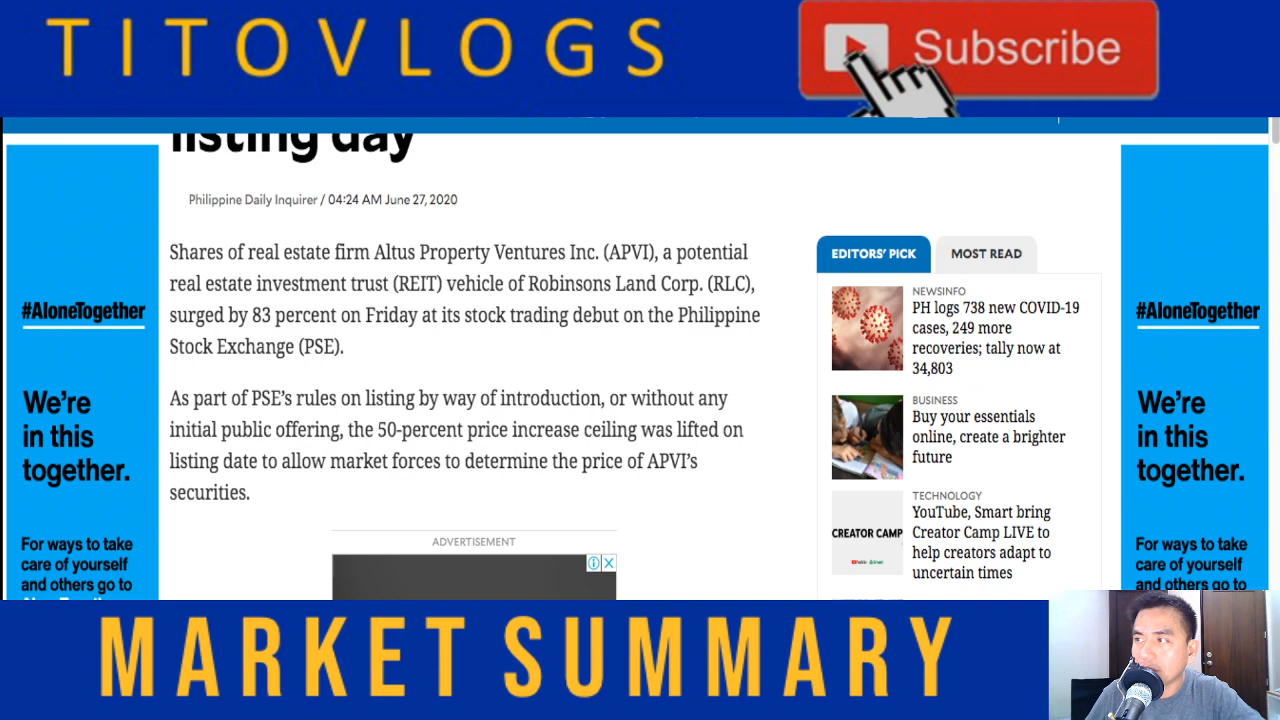 TITOVLOGS
Subscribe
listing day
Philippine Daily Inquirer / 04:24 AM June 27, 2020
Shares of real estate firm Altus Property Ventures Inc. (APVI), a potential
real estate investment trust (REIT) vehicle of Robinsons Land Corp. (RLC),
surged by 83 percent on Friday at its stock trading debut on the Philippine
Stock Exchange (PSE).
As part of PSE's rules on listing by way of introduction, or without any
initial public offering, the 50-percent price increase ceiling was lifted on
listing date to allow market forces to determine the price of APVI's
securities.
ADVERTISEMENT
#AloneTogether
We're
in this
together.
For ways to take
care of yourself
and others go to
EDITORS' PICK
MOST READ
NEWSINFO
PH logs 738 new COVID-19
cases, 249 more
recoveries; tally now at
34,803
BUSINESS
Buy your essentials
online, create a brighter
future
CREATOR CAMP
TECHNOLOGY
YouTube, Smart bring
Creator Camp LIVE to
help creators adapt to
uncertain times
#AloneTogether
We're
in this
together.
For ways to take
care of yourself
and others go to
MARKET SUMMARY